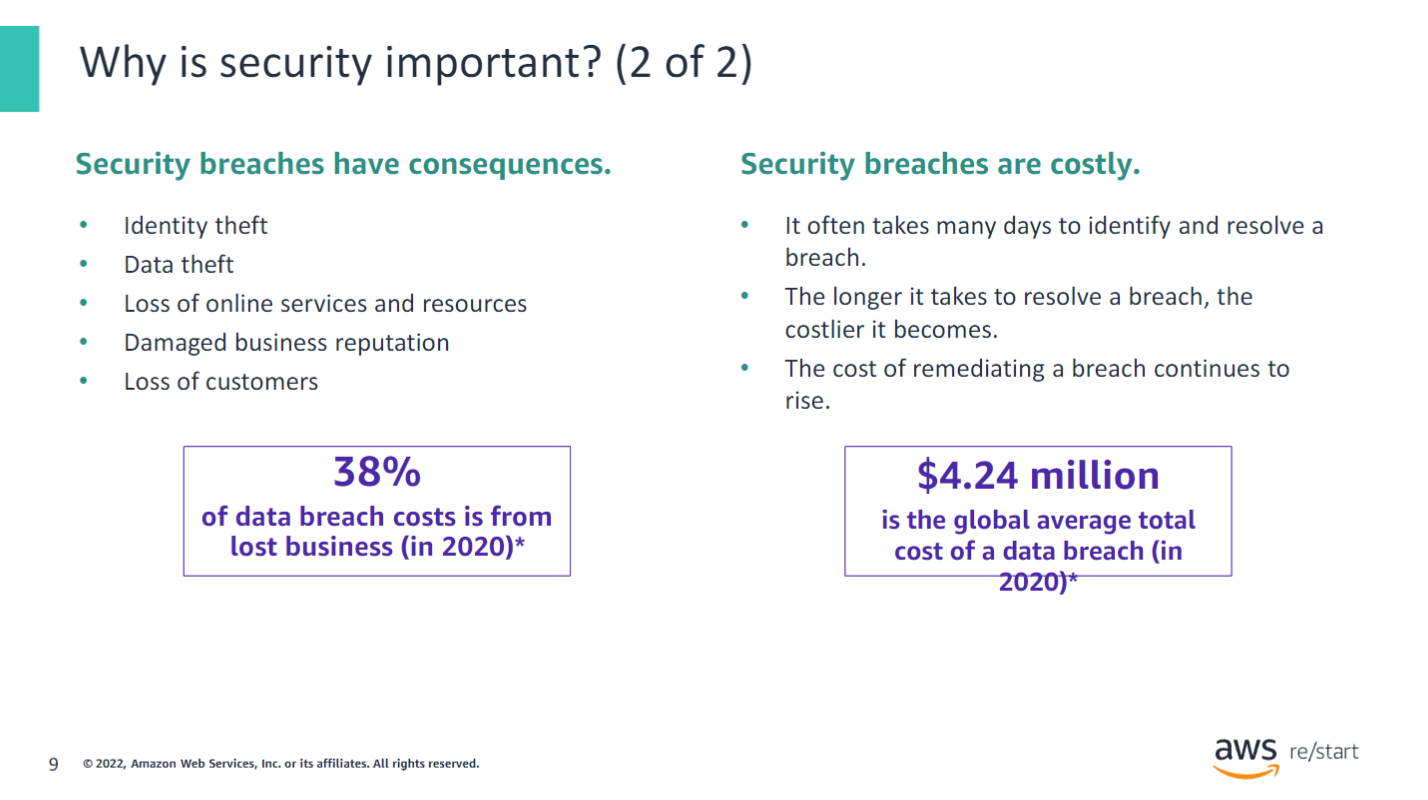 Why is security important? (2 of 2)
Security breaches have consequences.
• Identity theft
• Data theft
• Loss of online services and resources
• Damaged business reputation
• Loss of customers
38%
of data breach costs is from
lost business (in 2020)*
Security breaches are costly.
• It often takes many days to identify and resolve a
breach.
• The longer it takes to resolve a breach, the
costlier it becomes.
• The cost of remediating a breach continues to
rise.
$4.24 million
is the global average total
cost of a data breach (in
2020)*
9 © 2022, Amazon Web Services, Inc. or its affiliates. All rights reserved.
aws re/start